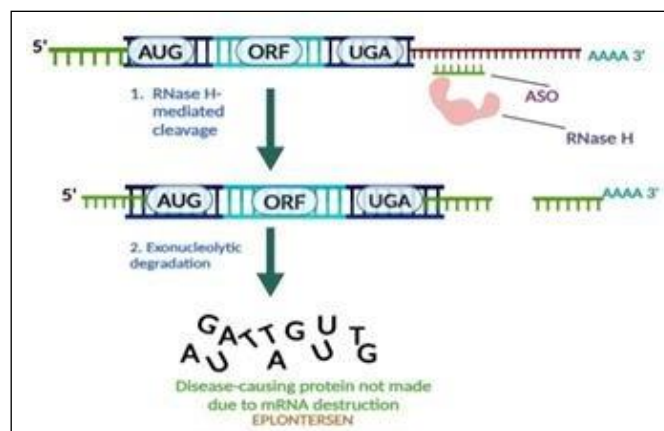 5' AUG ORF UGA AAAA 3'
1. RNase H-
mediated
cleavage
ASO
RNase H
5' AUG ORF UGA AAAA 3'
2. Exonucleolytic
degradation
G A T T G U T
A U A U G
Disease-causing protein not made
due to mRNA destruction
EPLONTERSEN